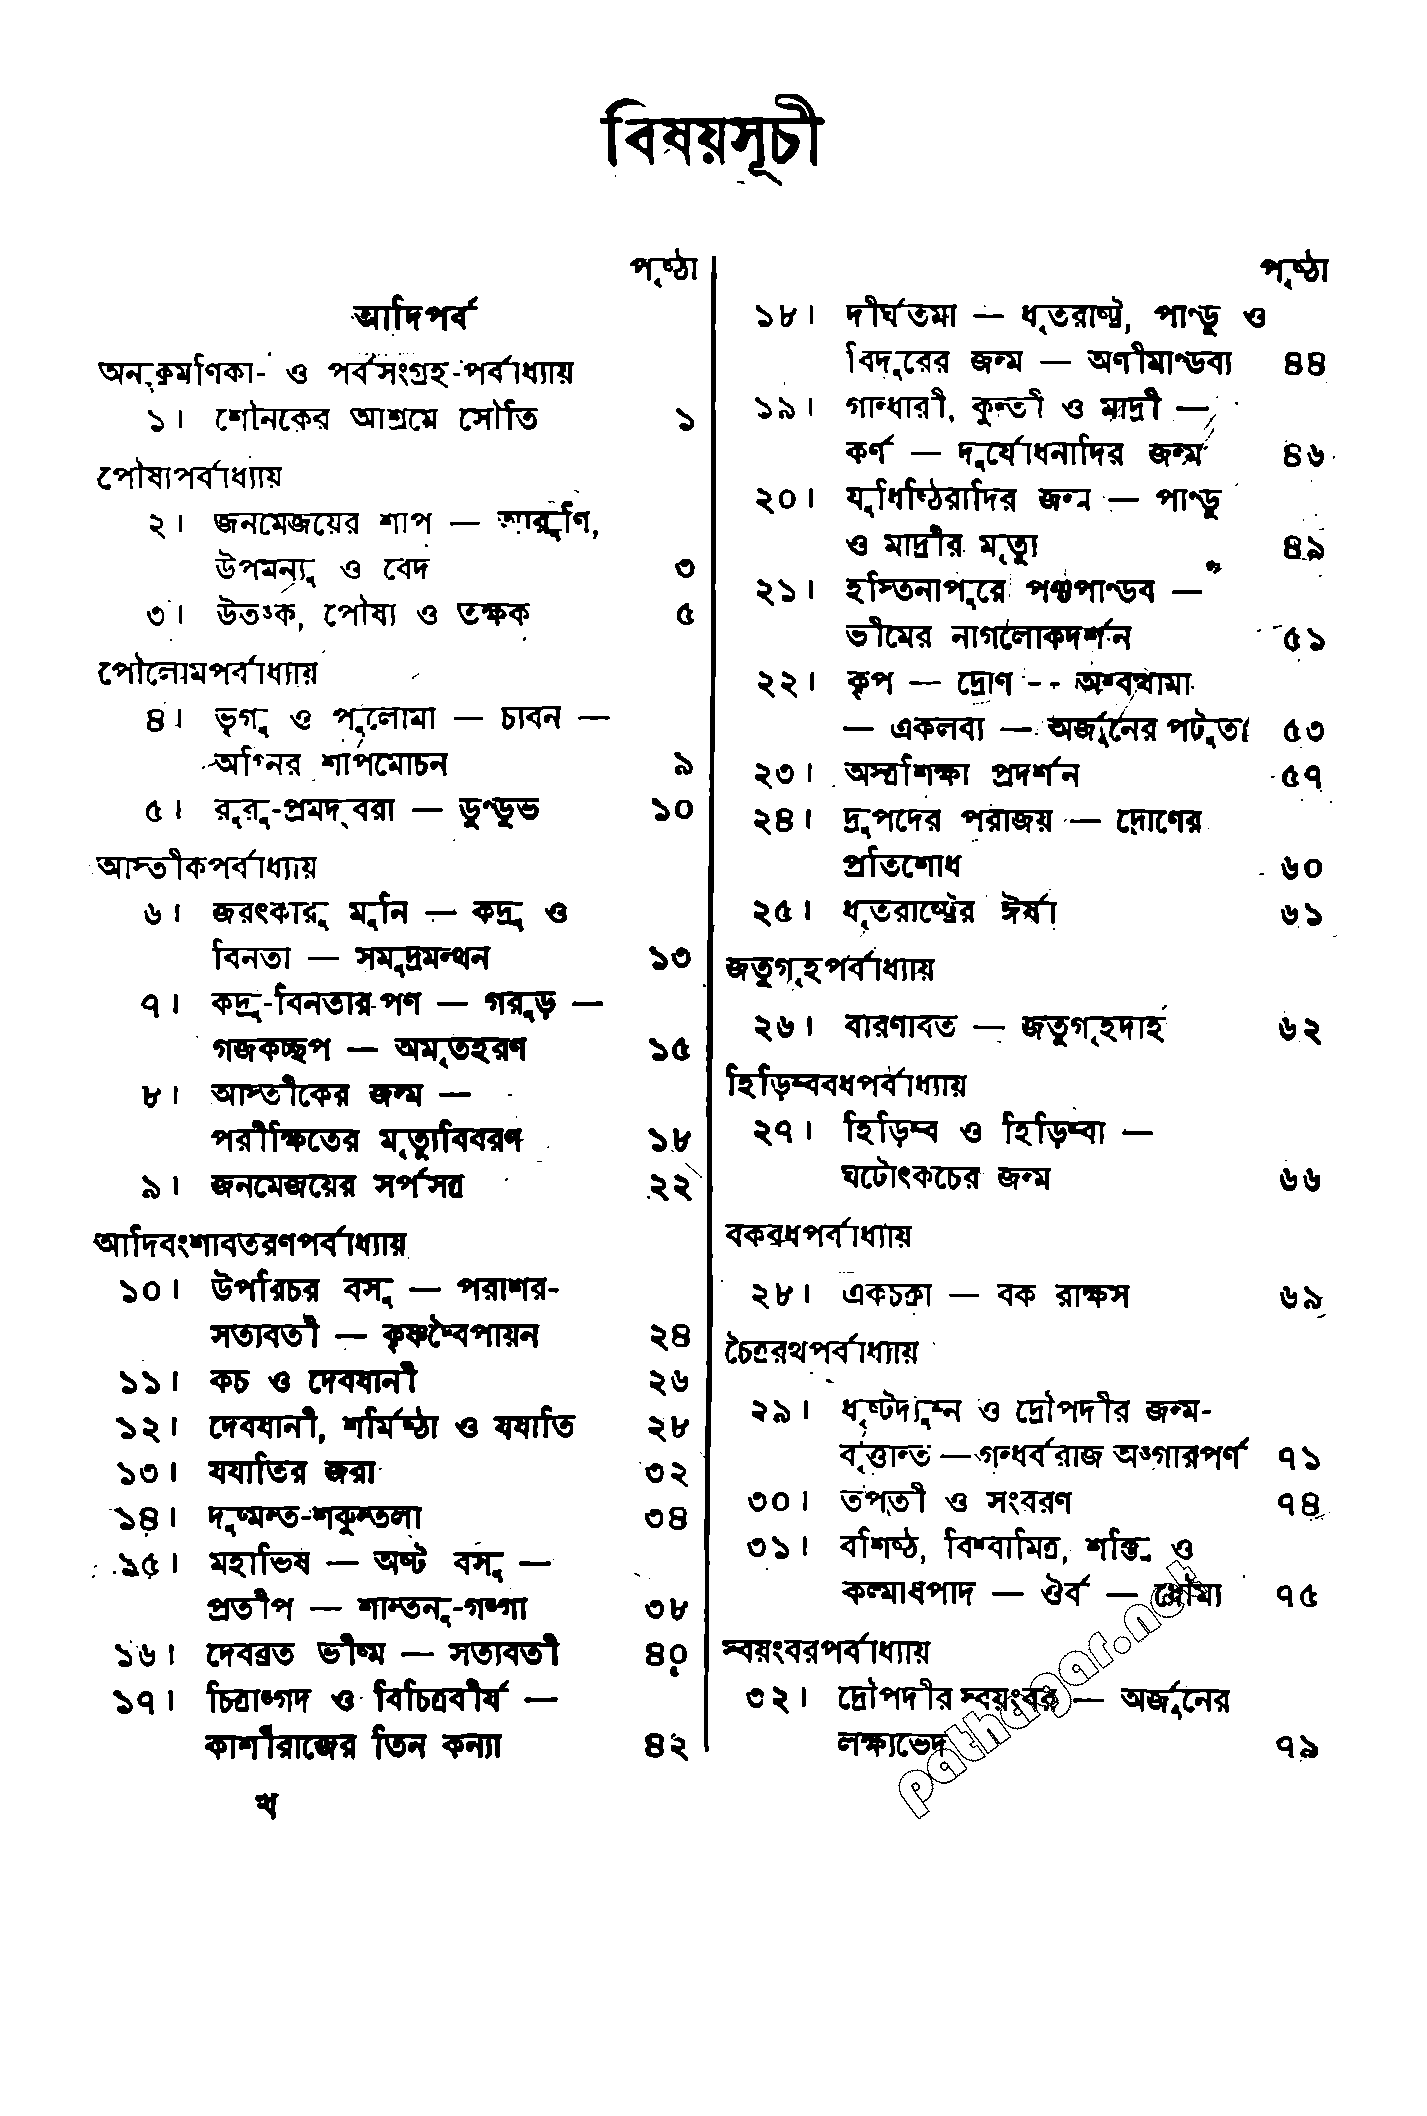 বিষয়সূচী
পৃষ্ঠা
আদিপর্ব
অনুক্রমণিকা- ও পর্বসংগ্রহ-পর্বাধ্যায়
১। শৌনকের আশ্রমে সৌতি ১
পৌষ্যপর্বাধ্যায়
২। জনমেজয়ের শাপ — আরুণি,
উপমন্যু ও বেদ ৩
৩। উতঙ্ক, পৌষ্য ও তক্ষক ৫
পৌলোমপর্বাধ্যায়
৪। ভৃগু ও পুলোমা — চ্যবন —
অগ্নির শাপমোচন ৯
৫। রুরু-প্রমদ্‌বরা — ডুণ্ডুভ ১০
আস্তীকপর্বাধ্যায়
৬। জরৎকারু মুনি — কদ্রু ও
বিনতা — সমুদ্রমন্থন ১৩
৭। কদ্রু-বিনতার পণ — গরুড় —
গজকচ্ছপ — অমৃতহরণ ১৫
৮। আস্তীকের জন্ম —
পরীক্ষিতের মৃত্যুবিবরণ ১৮
৯। জনমেজয়ের সর্পসত্র ২২
আদিবংশাবতরণপর্বাধ্যায়
১০। উপরিচর বসু — পরাশর-
সত্যবতী — কৃষ্ণদ্বৈপায়ন ২৪
১১। কচ ও দেবযানী ২৬
১২। দেবযানী, শর্মিষ্ঠা ও যযাতি ২৮
১৩। যযাতির জরা ৩২
১৪। দুষ্মন্ত-শকুন্তলা ৩৪
১৫। মহাভিষ — অষ্ট বসু —
প্রতীপ — শান্তনু-গঙ্গা ৩৮
১৬। দেবব্রত ভীষ্ম — সত্যবতী ৪০
১৭। চিত্রাঙ্গদ ও বিচিত্রবীর্য —
কাশীরাজের তিন কন্যা ৪২
খ
পৃষ্ঠা
১৮। দীর্ঘতমা — ধৃতরাষ্ট্র, পাণ্ডু ও
বিদুরের জন্ম — অণীমাণ্ডব্য ৪৪
১৯। গান্ধারী, কুন্তী ও মাদ্রী —
কর্ণ — দুর্যোধনাদির জন্ম ৪৬
২০। যুধিষ্ঠিরাদির জন্ম — পাণ্ডু
ও মাদ্রীর মৃত্যু ৪৯
২১। হস্তিনাপুরে পঞ্চপাণ্ডব —
ভীমের নাগলোকদর্শন ৫১
২২। কৃপ — দ্রোণ -- অশ্বত্থামা
— একলব্য — অর্জুনের পটুতা ৫৩
২৩। অস্ত্রশিক্ষা প্রদর্শন ৫৭
২৪। দ্রুপদের পরাজয় — দ্রোণের
প্রতিশোধ ৬০
২৫। ধৃতরাষ্ট্রের ঈর্ষা ৬১
জতুগৃহপর্বাধ্যায়
২৬। বারণাবত — জতুগৃহদাহ ৬২
হিড়িম্ববধপর্বাধ্যায়
২৭। হিড়িম্ব ও হিড়িম্বা —
ঘটোৎকচের জন্ম ৬৬
বকবধপর্বাধ্যায়
২৮। একচক্রা — বক রাক্ষস ৬৯
চৈত্ররথপর্বাধ্যায়
২৯। ধৃষ্টদ্যুম্ন ও দ্রৌপদীর জন্ম-
বৃত্তান্ত — গন্ধর্বরাজ অঙ্গারপর্ণ ৭১
৩০। তপতী ও সংবরণ ৭৪
৩১। বশিষ্ঠ, বিশ্বামিত্র, শক্ত্রি ও
কল্মাষপাদ — ঔর্ব — ধৌম্য ৭৫
স্বয়ংবরপর্বাধ্যায়
৩২। দ্রৌপদীর স্বয়ংবর — অর্জুনের
লক্ষ্যভেদ ৭৯
pathagar.net